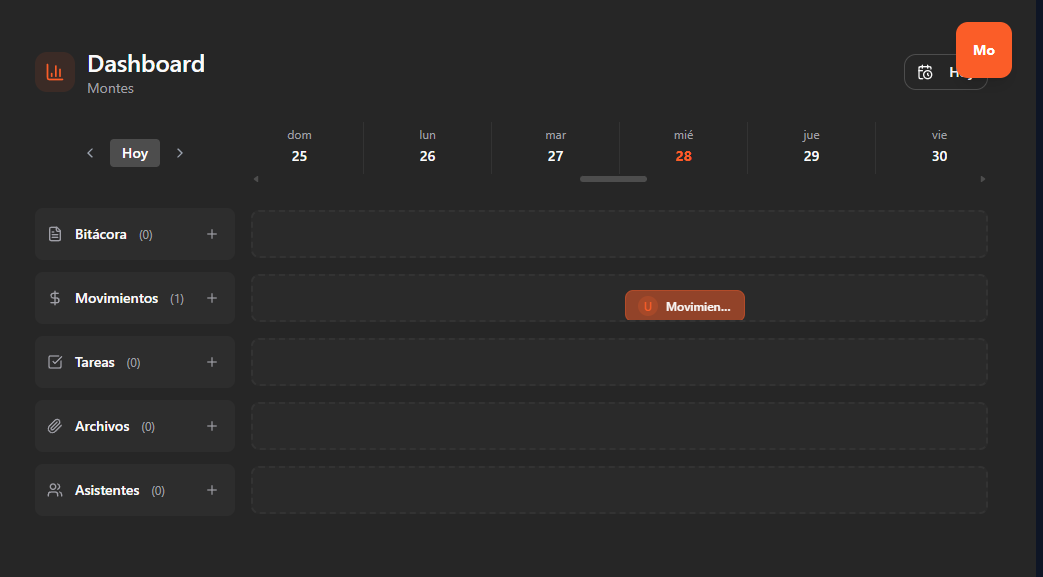 Dashboard
Montes
Mo
Hoy
dom
25
lun
26
mar
27
mié
28
jue
29
vie
30
Bitácora (0)
Movimientos (1)
U Movimien...
Tareas (0)
Archivos (0)
Asistentes (0)